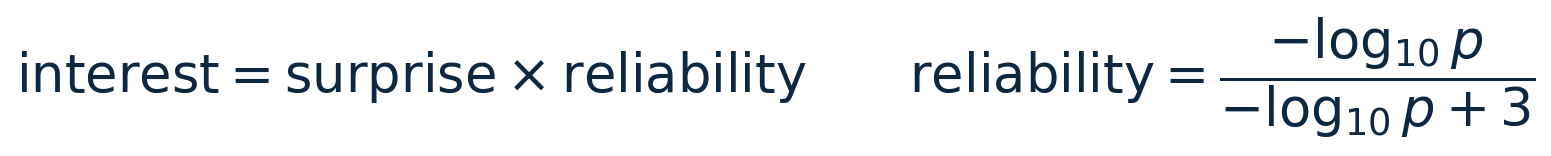 interest = surprise × reliability
reliability = −log₁₀ p / −log₁₀ p + 3